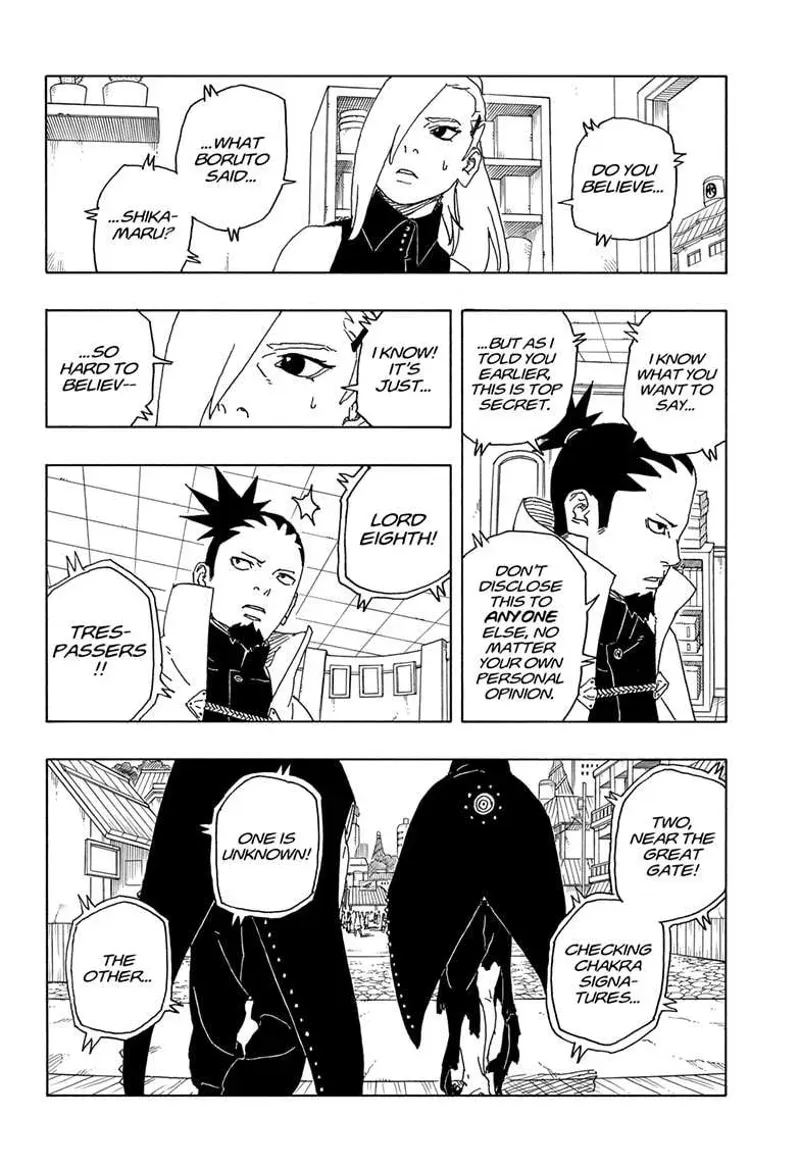 DO YOU
BELIEVE...
...WHAT
BORUTO
SAID...
...SHIKA-
MARU?
I KNOW
WHAT YOU
WANT TO
SAY...
...BUT AS I
TOLD YOU
EARLIER,
THIS IS TOP
SECRET.
DON'T
DISCLOSE
THIS TO
ANYONE
ELSE, NO
MATTER
YOUR OWN
PERSONAL
OPINION.
I KNOW!
IT'S
JUST...
...SO
HARD TO
BELIEV--
LORD
EIGHTH!
TRES-
PASSERS
!!
TWO,
NEAR THE
GREAT
GATE!
CHECKING
CHAKRA
SIGNA-
TURES...
ONE IS
UNKNOWN!
THE
OTHER...